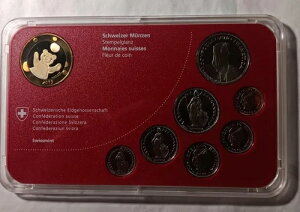 Schweizer Münzen
Stempelglanz
Monnaies suisses
Fleur de coin
Schweizerische Eidgenossenschaft
Confédération suisse
Confederazione Svizzera
Confederaziun svizra
Swissmint